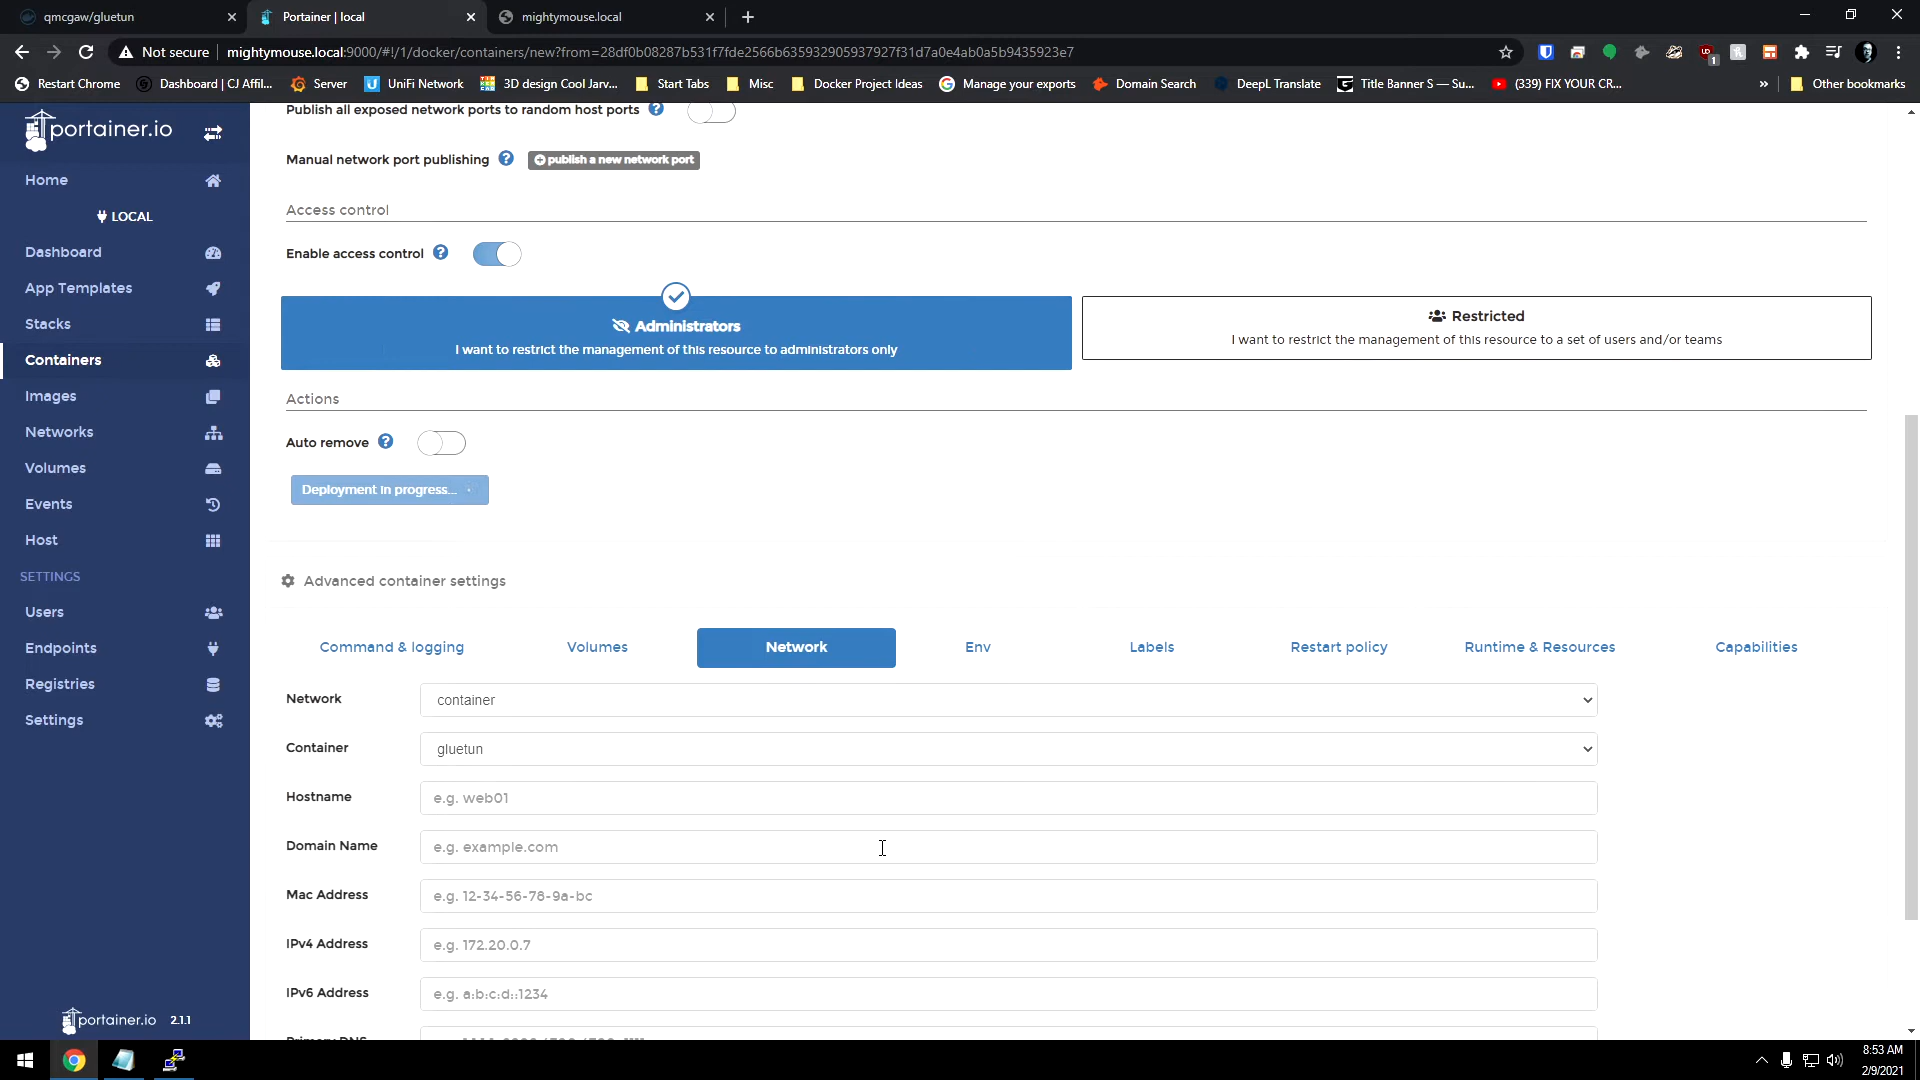 qmcgaw/gluetun
Portainer | local
mightymouse.local
Not secure
mightymouse.local:9000/#!/1/docker/containers/new?from=28df0b08287b531f7fde2566b635932905937927f31d7a0e4ab0a5b9435923e7
1
Restart Chrome
Dashboard | CJ Affil...
Server
UniFi Network
3D design Cool Jarv...
Start Tabs
Misc
Docker Project Ideas
Manage your exports
Domain Search
DeepL Translate
Title Banner S — Su...
(339) FIX YOUR CR...
»
Other bookmarks
portainer.io
Home
LOCAL
Dashboard
App Templates
Stacks
Containers
Images
Networks
Volumes
Events
Host
SETTINGS
Users
Endpoints
Registries
Settings
portainer.io 2.1.1
Publish all exposed network ports to random host ports
Manual network port publishing
publish a new network port
Access control
Enable access control
Administrators
I want to restrict the management of this resource to administrators only
Restricted
I want to restrict the management of this resource to a set of users and/or teams
Actions
Auto remove
Deployment in progress...
Advanced container settings
Command & logging
Volumes
Network
Env
Labels
Restart policy
Runtime & Resources
Capabilities
Network
container
Container
gluetun
Hostname
e.g. web01
Domain Name
e.g. example.com
Mac Address
e.g. 12-34-56-78-9a-bc
IPv4 Address
e.g. 172.20.0.7
IPv6 Address
e.g. a:b:c:d::1234
8:53 AM
2/9/2021